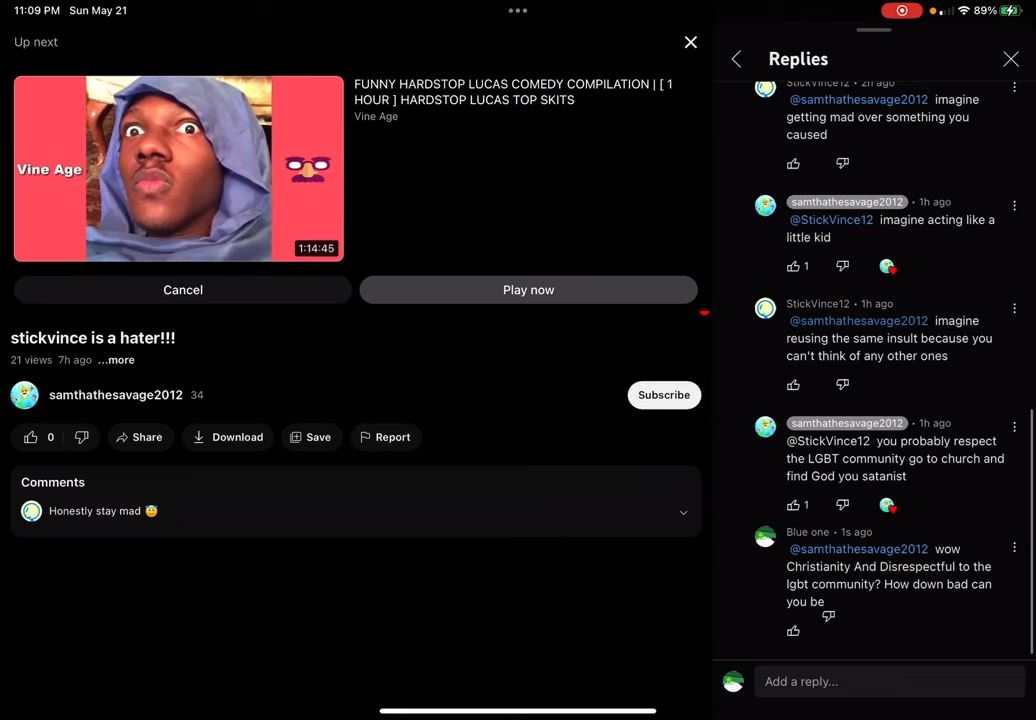 11:09 PM Sun May 21
89%
Up next
FUNNY HARDSTOP LUCAS COMEDY COMPILATION | [ 1
HOUR ] HARDSTOP LUCAS TOP SKITS
Vine Age
Vine Age
1:14:45
Cancel
Play now
stickvince is a hater!!!
21 views 7h ago ...more
samthathesavage2012 34
Subscribe
0
Share
Download
Save
Report
Comments
Honestly stay mad 😇
Replies
StickVince12 • 2h ago
@samthathesavage2012 imagine
getting mad over something you
caused
samthathesavage2012 • 1h ago
@StickVince12 imagine acting like a
little kid
1
StickVince12 • 1h ago
@samthathesavage2012 imagine
reusing the same insult because you
can't think of any other ones
samthathesavage2012 • 1h ago
@StickVince12 you probably respect
the LGBT community go to church and
find God you satanist
1
Blue one • 1s ago
@samthathesavage2012 wow
Christianity And Disrespectful to the
lgbt community? How down bad can
you be
Add a reply...